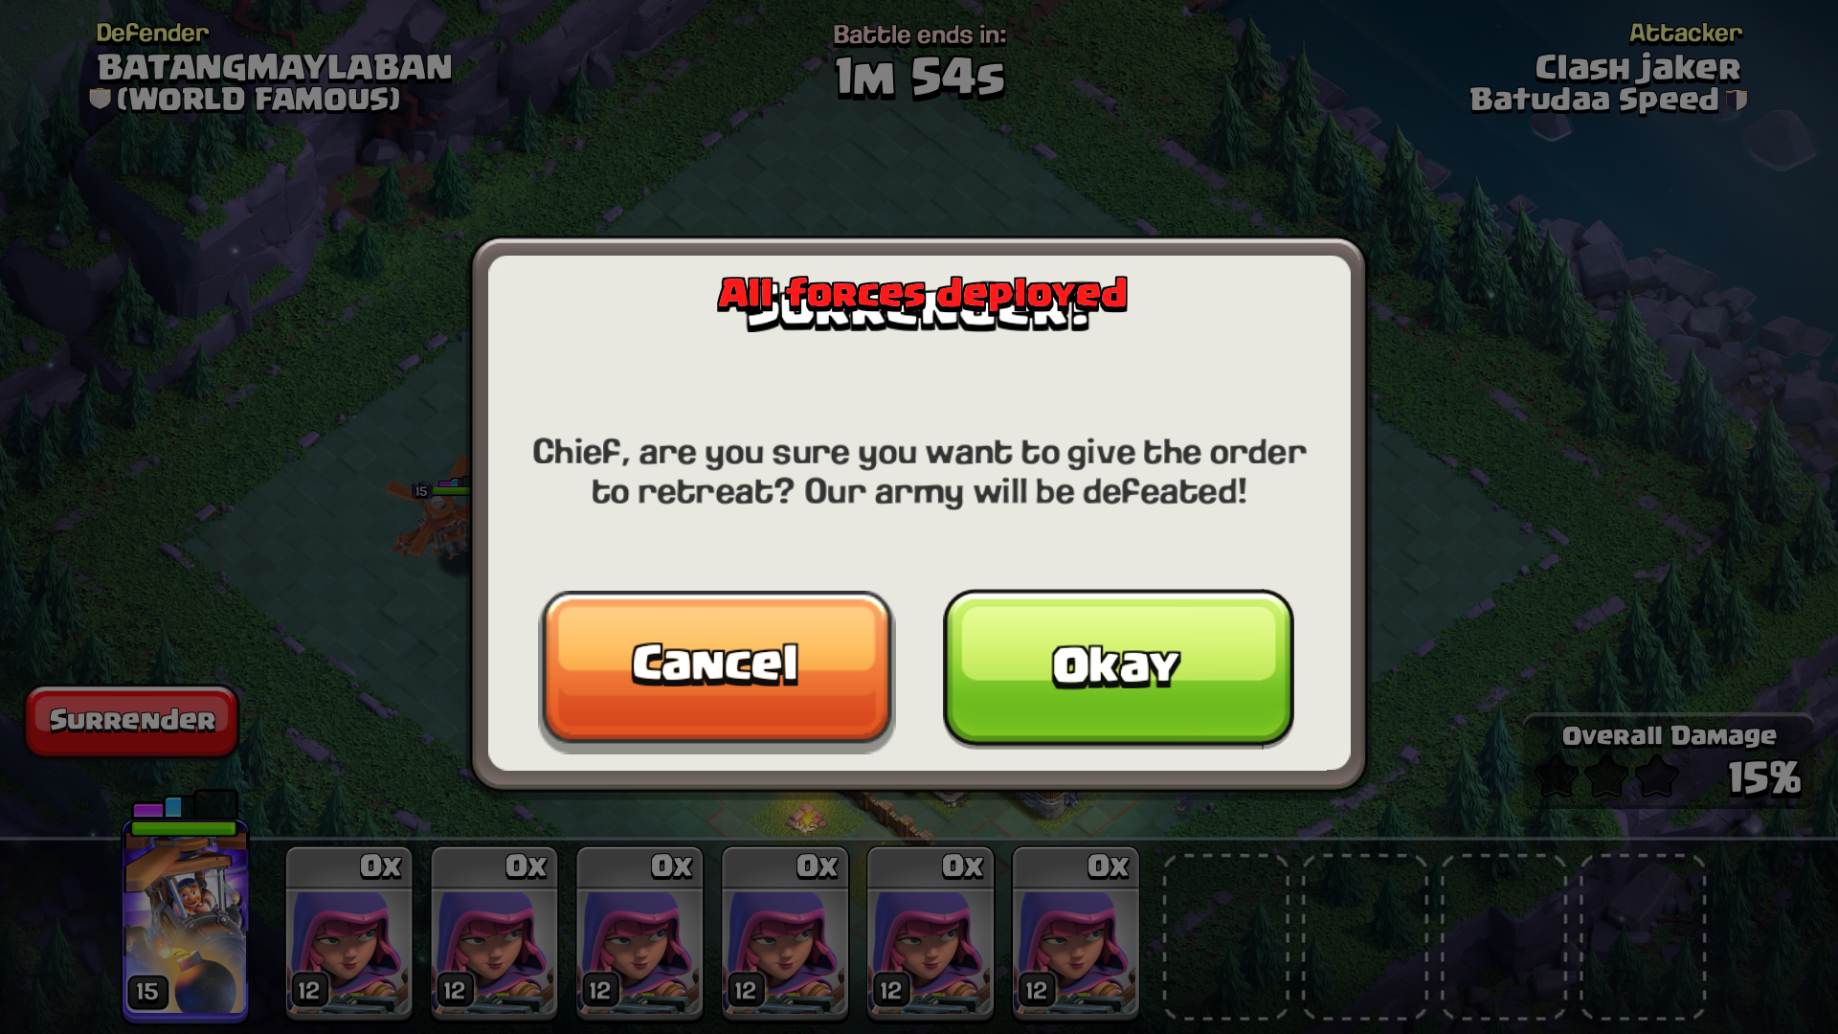 Defender
BATANGMAYLABAN
(WORLD FAMOUS)
Battle ends in:
1M 54s
Attacker
Clash jaker
Batudaa Speed
All forces deployed
Chief, are you sure you want to give the order
to retreat? Our army will be defeated!
15
Cancel
Okay
Surrender
Overall Damage
15%
0x
0x
0x
0x
0x
0x
15
12
12
12
12
12
12